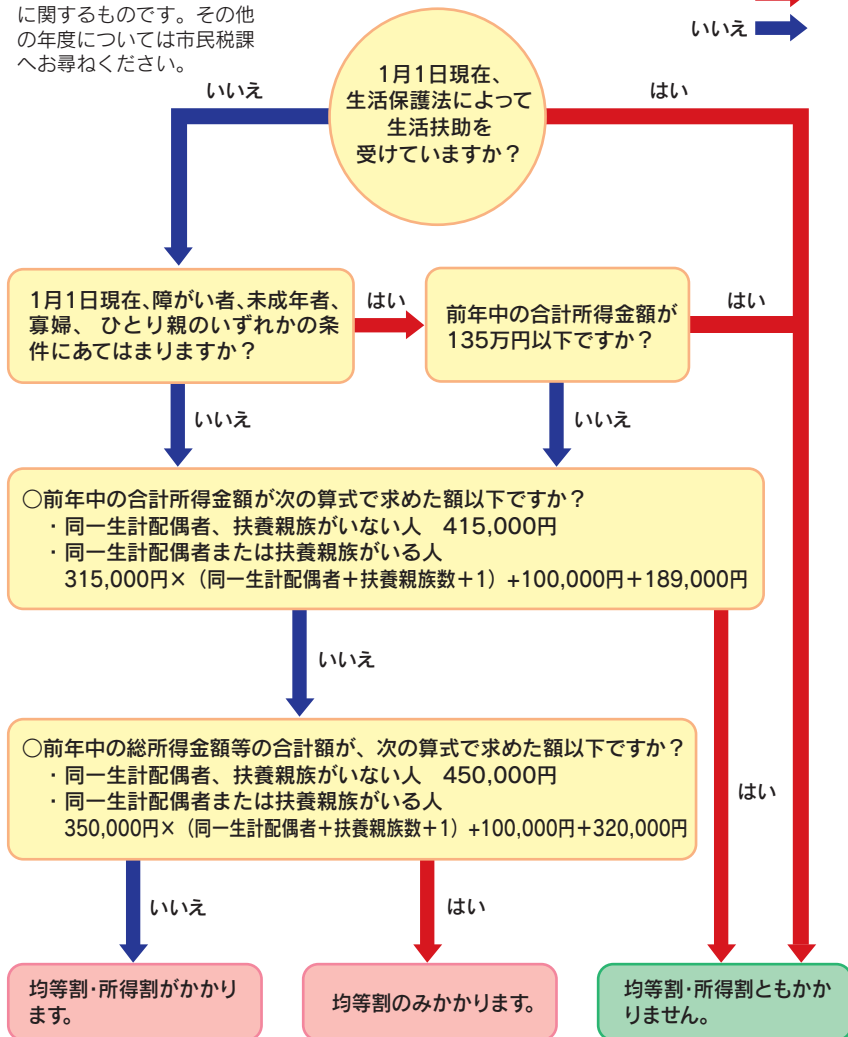 に関するものです。その他
の年度については市民税課
へお尋ねください。
いいえ
1月1日現在、
生活保護法によって
生活扶助を
受けていますか？
いいえ
はい
1月1日現在、障がい者、未成年者、
寡婦、ひとり親のいずれかの条
件にあてはまりますか？
はい
前年中の合計所得金額が
135万円以下ですか？
はい
いいえ
いいえ
○前年中の合計所得金額が次の算式で求めた額以下ですか？
・同一生計配偶者、扶養親族がいない人　415,000円
・同一生計配偶者または扶養親族がいる人
315,000円×（同一生計配偶者＋扶養親族数＋1）+100,000円＋189,000円
いいえ
○前年中の総所得金額等の合計額が、次の算式で求めた額以下ですか？
・同一生計配偶者、扶養親族がいない人　450,000円
・同一生計配偶者または扶養親族がいる人
350,000円×（同一生計配偶者＋扶養親族数＋1）+100,000円＋320,000円
はい
いいえ
はい
均等割・所得割がかかり
ます。
均等割のみかかります。
均等割・所得割ともかか
りません。